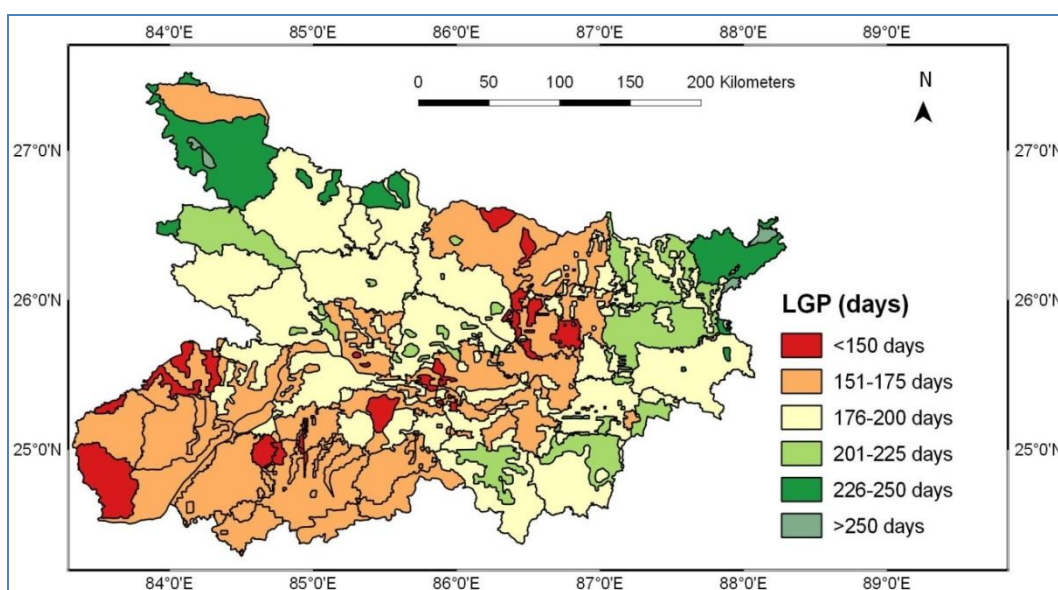 84°0'E 85°0'E 86°0'E 87°0'E 88°0'E 89°0'E
0 50 100 150 200 Kilometers
N
27°0'N 27°0'N
26°0'N 26°0'N
LGP (days)
<150 days
151-175 days
176-200 days
25°0'N 25°0'N
201-225 days
226-250 days
>250 days
84°0'E 85°0'E 86°0'E 87°0'E 88°0'E 89°0'E